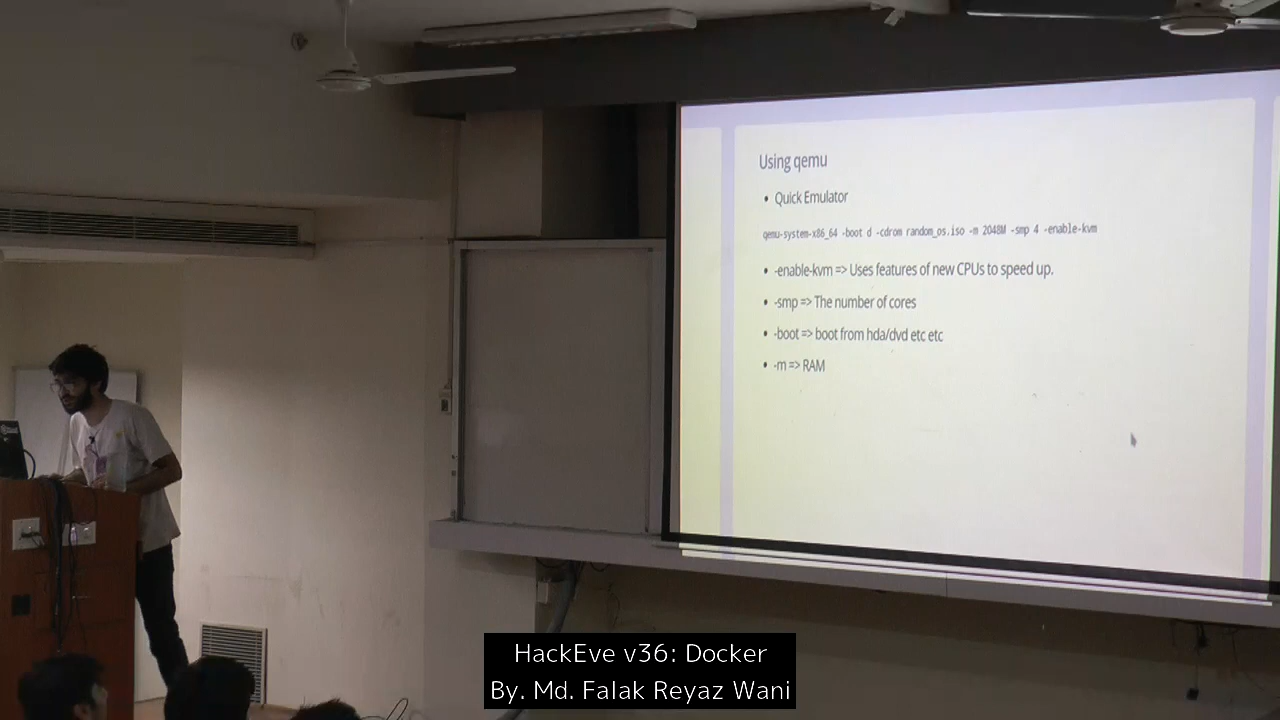 Using qemu
• Quick Emulator
qemu-system-x86_64 -boot d -cdrom random_os.iso -m 2048M -smp 4 -enable-kvm
• -enable-kvm => Uses features of new CPUs to speed up.
• -smp => The number of cores
• -boot => boot from hda/dvd etc etc
• -m => RAM
HackEve v36: Docker
By. Md. Falak Reyaz Wani